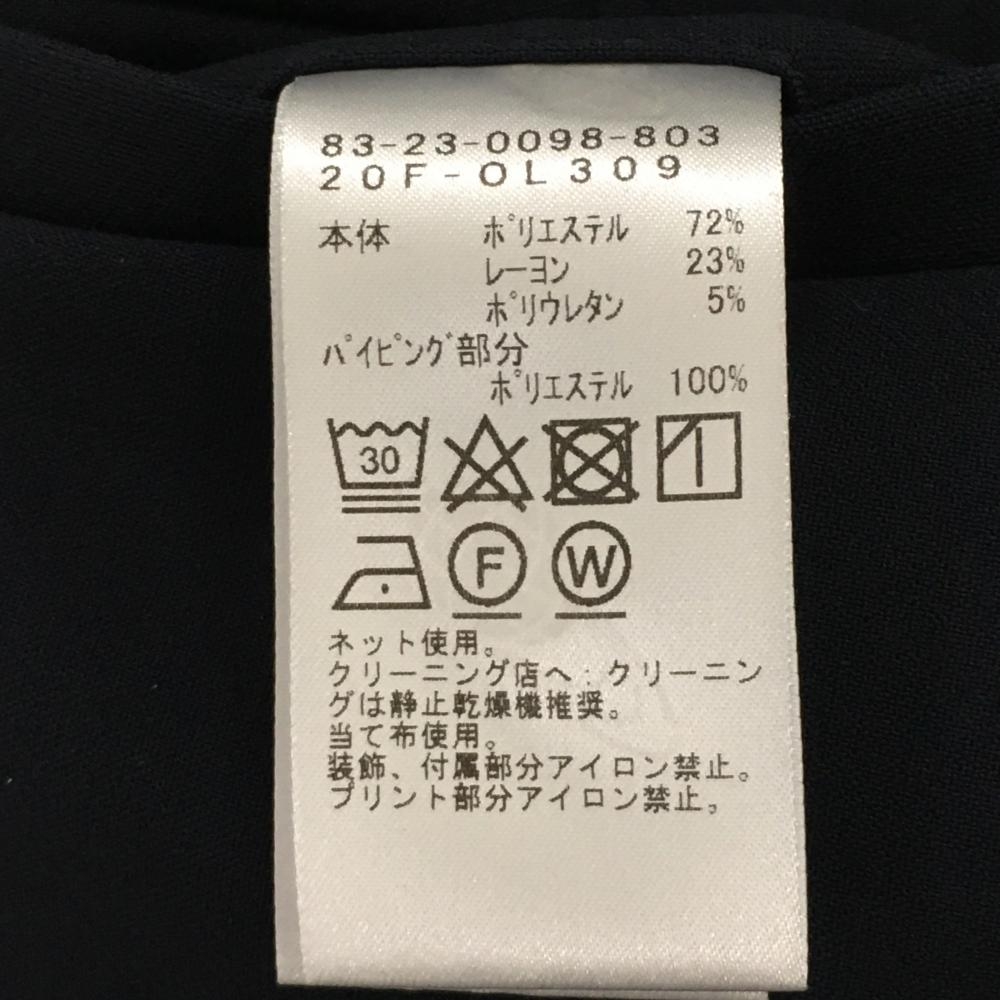 83-23-0098-803
20F-OL309
本体 ポリエステル 72%
レーヨン 23%
ポリウレタン 5%
パイピング部分
ポリエステル 100%
30
F W
ネット使用。
クリーニング店へ:クリーニン
グは静止乾燥機推奨。
当て布使用。
装飾、付属部分アイロン禁止。
プリント部分アイロン禁止。